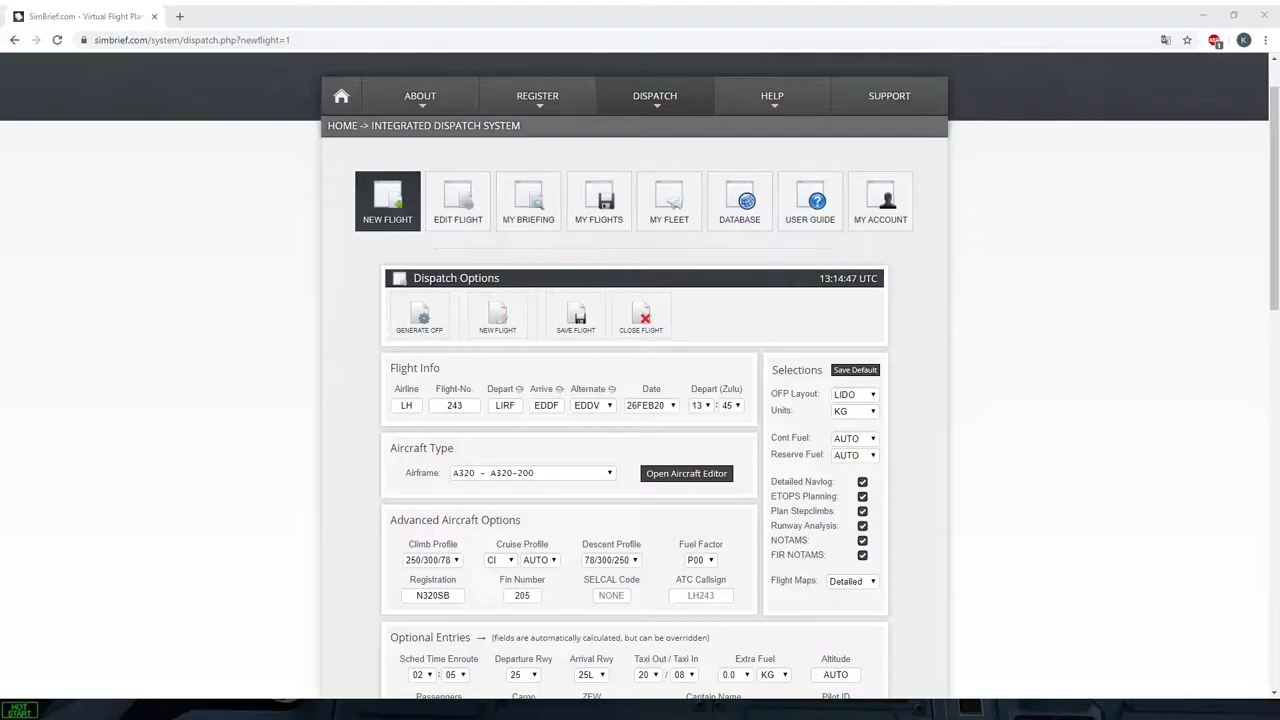 SimBrief.com - Virtual Flight Pla
simbrief.com/system/dispatch.php?newflight=1
K
ABOUT REGISTER DISPATCH HELP SUPPORT
HOME -> INTEGRATED DISPATCH SYSTEM
NEW FLIGHT EDIT FLIGHT MY BRIEFING MY FLIGHTS MY FLEET DATABASE USER GUIDE MY ACCOUNT
Dispatch Options 13:14:47 UTC
GENERATE OFP NEW FLIGHT SAVE FLIGHT CLOSE FLIGHT
Flight Info
Airline Flight-No. Depart Arrive Alternate Date Depart (Zulu)
LH 243 LIRF EDDF EDDV 26FEB20 13 : 45
Aircraft Type
Airframe: A320 - A320-200 Open Aircraft Editor
Advanced Aircraft Options
Climb Profile Cruise Profile Descent Profile Fuel Factor
250/300/78 CI AUTO 78/300/250 P00
Registration Fin Number SELCAL Code ATC Callsign
N320SB 205 NONE LH243
Selections Save Default
OFP Layout: LIDO
Units: KG
Cont Fuel: AUTO
Reserve Fuel: AUTO
Detailed Navlog:
ETOPS Planning:
Plan Stepclimbs:
Runway Analysis:
NOTAMS:
FIR NOTAMS:
Flight Maps: Detailed
Optional Entries → (fields are automatically calculated, but can be overridden)
Sched Time Enroute Departure Rwy Arrival Rwy Taxi Out / Taxi In Extra Fuel Altitude
02 : 05 25 25L 20 / 08 0.0 KG AUTO
Passengers Cargo ZFW Captain Name Pilot ID
HOT
START